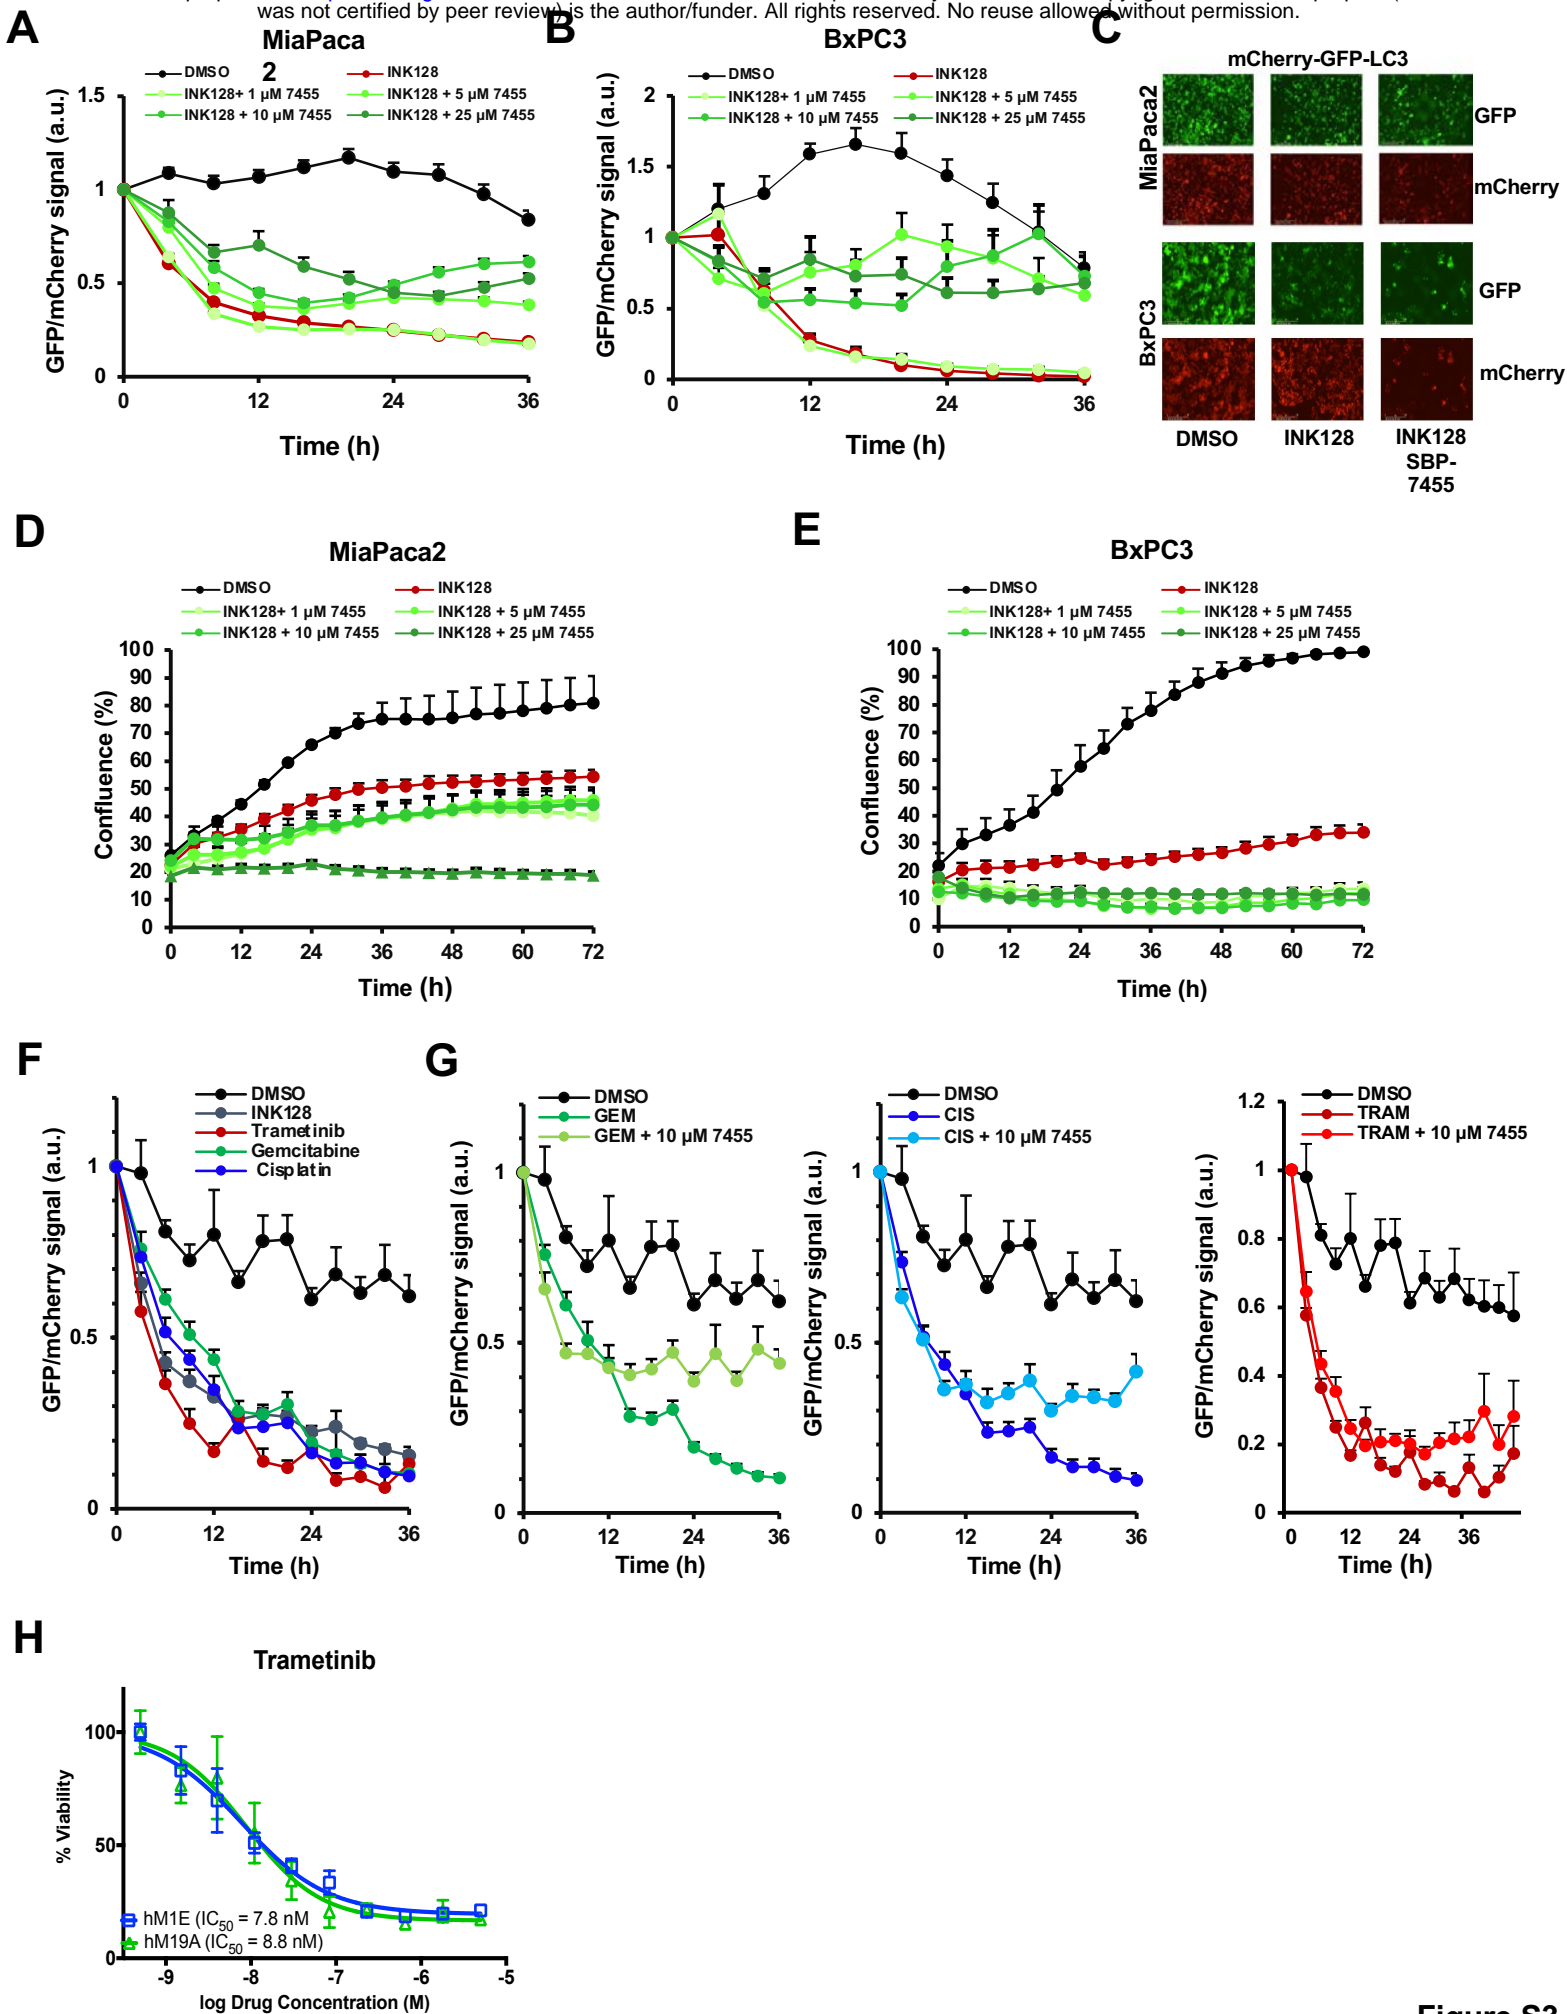 was not certified by peer review) is the author/funder. All rights reserved. No reuse allowed without permission.
A
MiaPaca
2
DMSO
INK128
INK128+ 1 µM 7455
INK128 + 5 µM 7455
INK128 + 10 µM 7455
INK128 + 25 µM 7455
GFP/mCherry signal (a.u.)
1.5
1
0.5
0
0 12 24 36
Time (h)
B
BxPC3
DMSO
INK128
INK128+ 1 µM 7455
INK128 + 5 µM 7455
INK128 + 10 µM 7455
INK128 + 25 µM 7455
GFP/mCherry signal (a.u.)
2
1.5
1
0.5
0
0 12 24 36
Time (h)
C
mCherry-GFP-LC3
MiaPaca2
GFP
mCherry
BxPC3
GFP
mCherry
DMSO INK128 INK128
SBP-
7455
D
MiaPaca2
DMSO
INK128
INK128+ 1 µM 7455
INK128 + 5 µM 7455
INK128 + 10 µM 7455
INK128 + 25 µM 7455
Confluence (%)
100
90
80
70
60
50
40
30
20
10
0
0 12 24 36 48 60 72
Time (h)
E
BxPC3
DMSO
INK128
INK128+ 1 µM 7455
INK128 + 5 µM 7455
INK128 + 10 µM 7455
INK128 + 25 µM 7455
Confluence (%)
100
90
80
70
60
50
40
30
20
10
0
0 12 24 36 48 60 72
Time (h)
F
DMSO
INK128
Trametinib
Gemcitabine
Cisplatin
GFP/mCherry signal (a.u.)
1
0.5
0
0 12 24 36
Time (h)
G
DMSO
GEM
GEM + 10 µM 7455
GFP/mCherry signal (a.u.)
1
0.5
0
0 12 24 36
Time (h)
DMSO
CIS
CIS + 10 µM 7455
GFP/mCherry signal (a.u.)
1
0.5
0
0 12 24 36
Time (h)
DMSO
TRAM
TRAM + 10 µM 7455
GFP/mCherry signal (a.u.)
1.2
1
0.8
0.6
0.4
0.2
0
0 12 24 36
Time (h)
H
Trametinib
% Viability
100
50
0
hM1E (IC50 = 7.8 nM
hM19A (IC50 = 8.8 nM)
-9 -8 -7 -6 -5
log Drug Concentration (M)